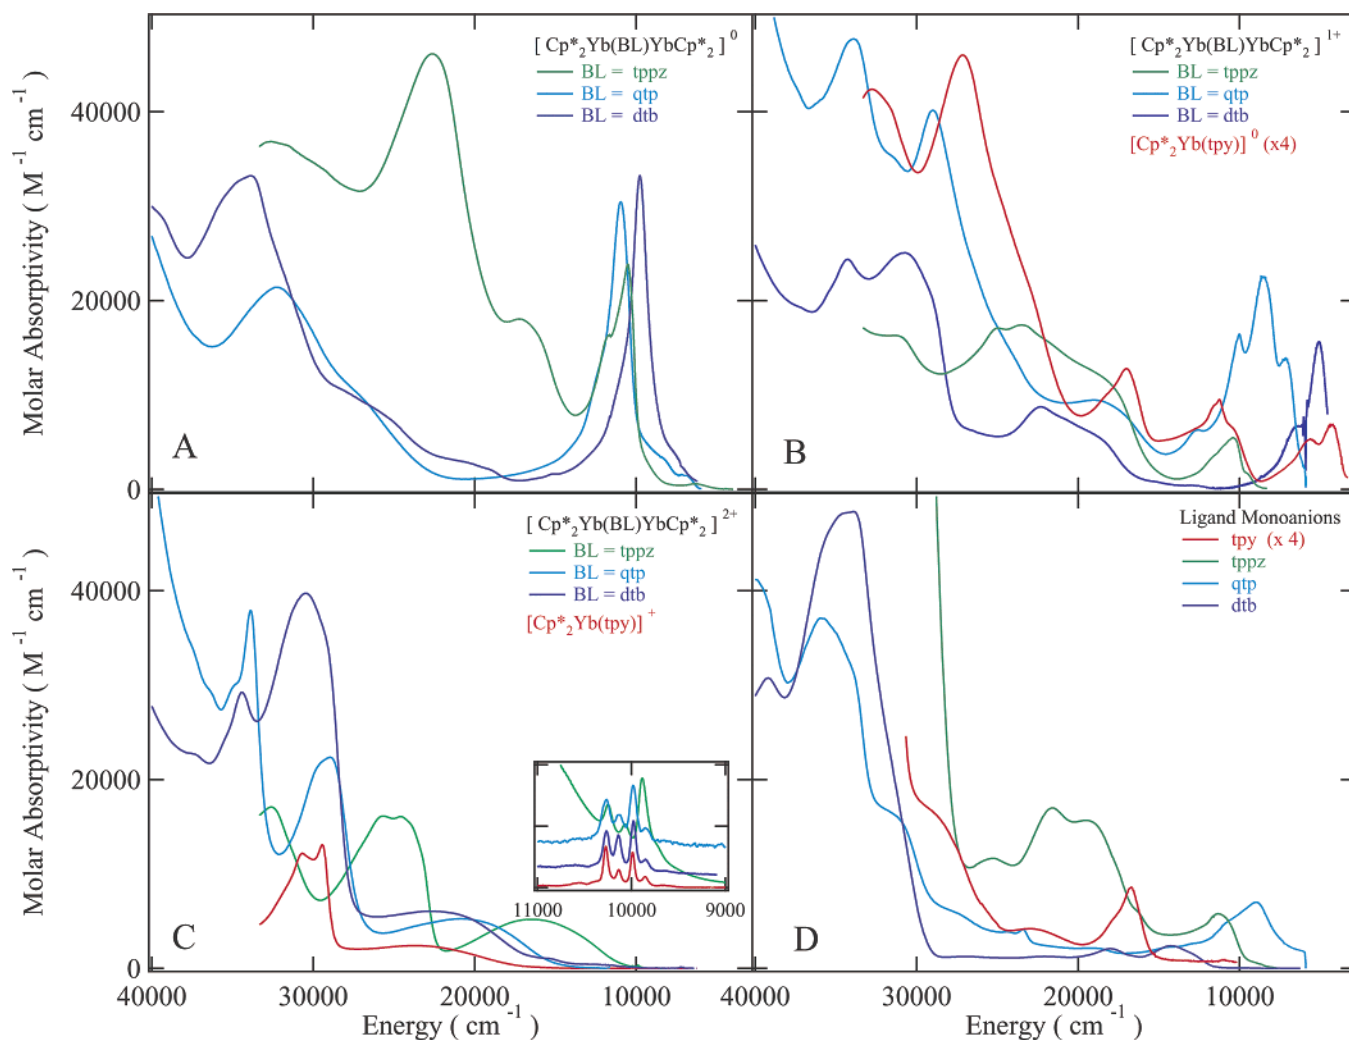 [ Cp*2Yb(BL)YbCp*2 ] 0
BL = tppz
BL = qtp
BL = dtb
[ Cp*2Yb(BL)YbCp*2 ] 1+
BL = tppz
BL = qtp
BL = dtb
[Cp*2Yb(tpy)] 0 (x4)
40000
20000
0
Molar Absorptivity ( M-1 cm-1 )
A
B
[ Cp*2Yb(BL)YbCp*2 ] 2+
BL = tppz
BL = qtp
BL = dtb
[Cp*2Yb(tpy)] +
Ligand Monoanions
tpy (x 4)
tppz
qtp
dtb
40000
20000
0
Molar Absorptivity ( M-1 cm-1 )
11000 10000 9000
C
D
40000 30000 20000 10000
40000 30000 20000 10000
Energy ( cm-1 )
Energy ( cm-1 )